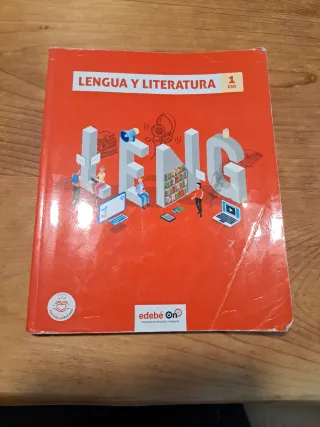 LENGUA Y LITERATURA
1
ESO
+LENG
edebé On